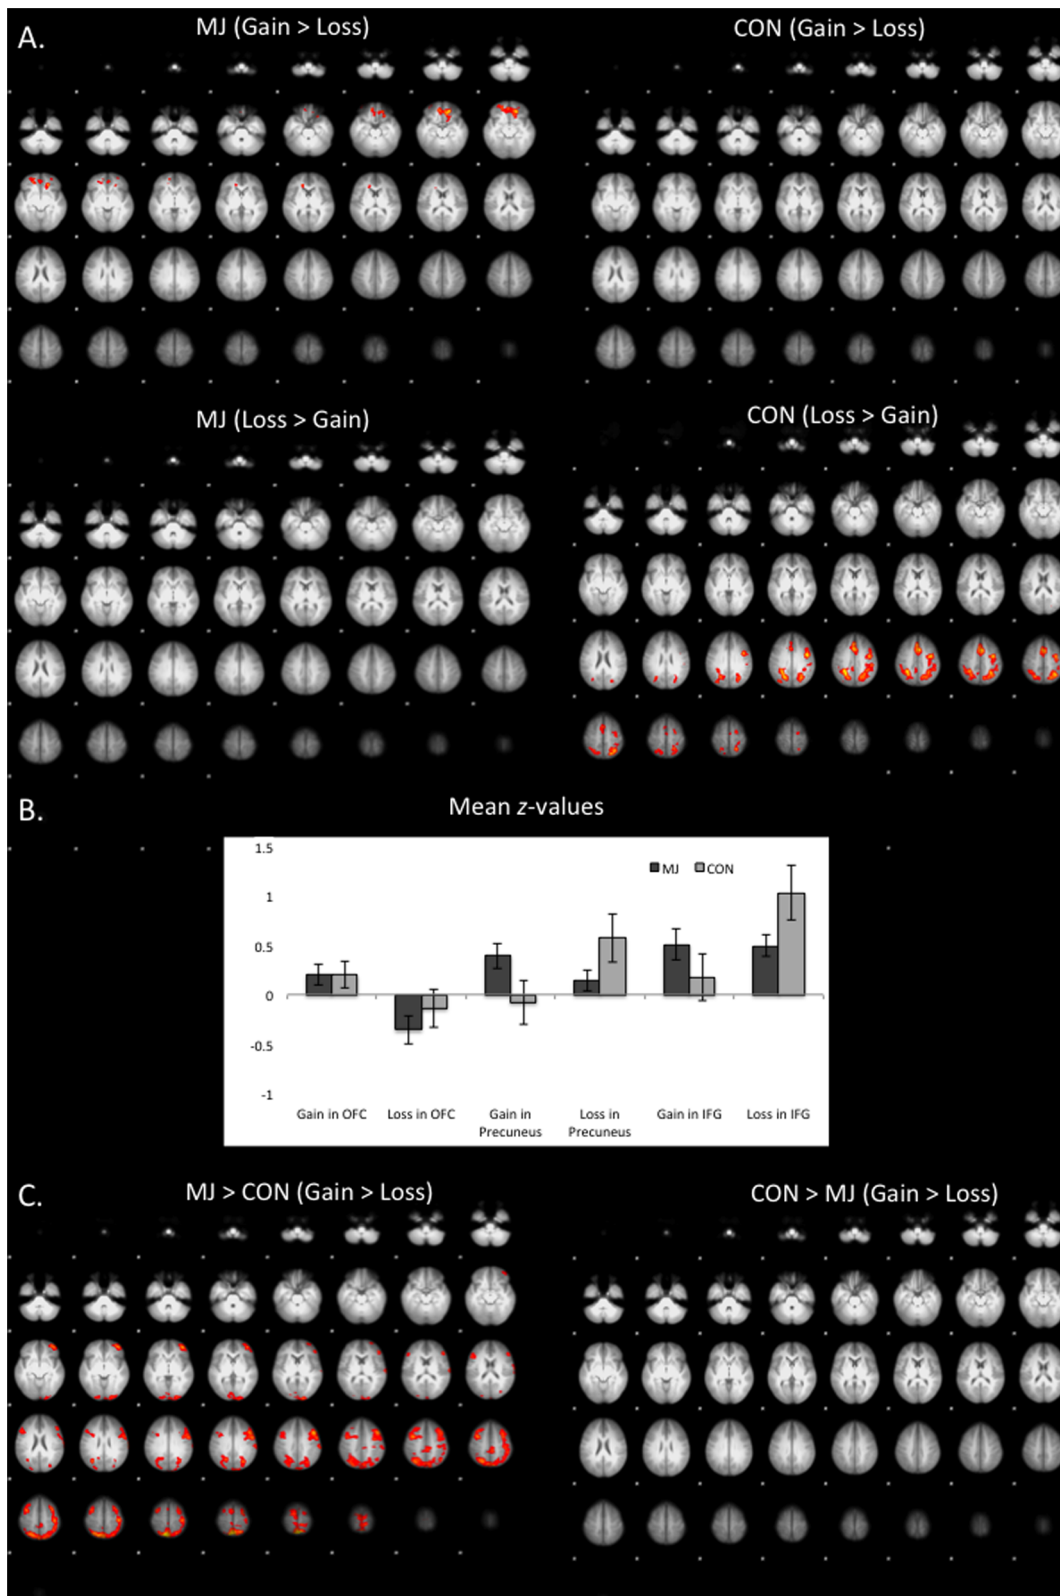 A.
MJ (Gain > Loss)
CON (Gain > Loss)
MJ (Loss > Gain)
CON (Loss > Gain)
B.
Mean z-values
1.5
1
0.5
0
-0.5
-1
MJ
CON
Gain in OFC
Loss in OFC
Gain in
Precuneus
Loss in
Precuneus
Gain in IFG
Loss in IFG
C.
MJ > CON (Gain > Loss)
CON > MJ (Gain > Loss)